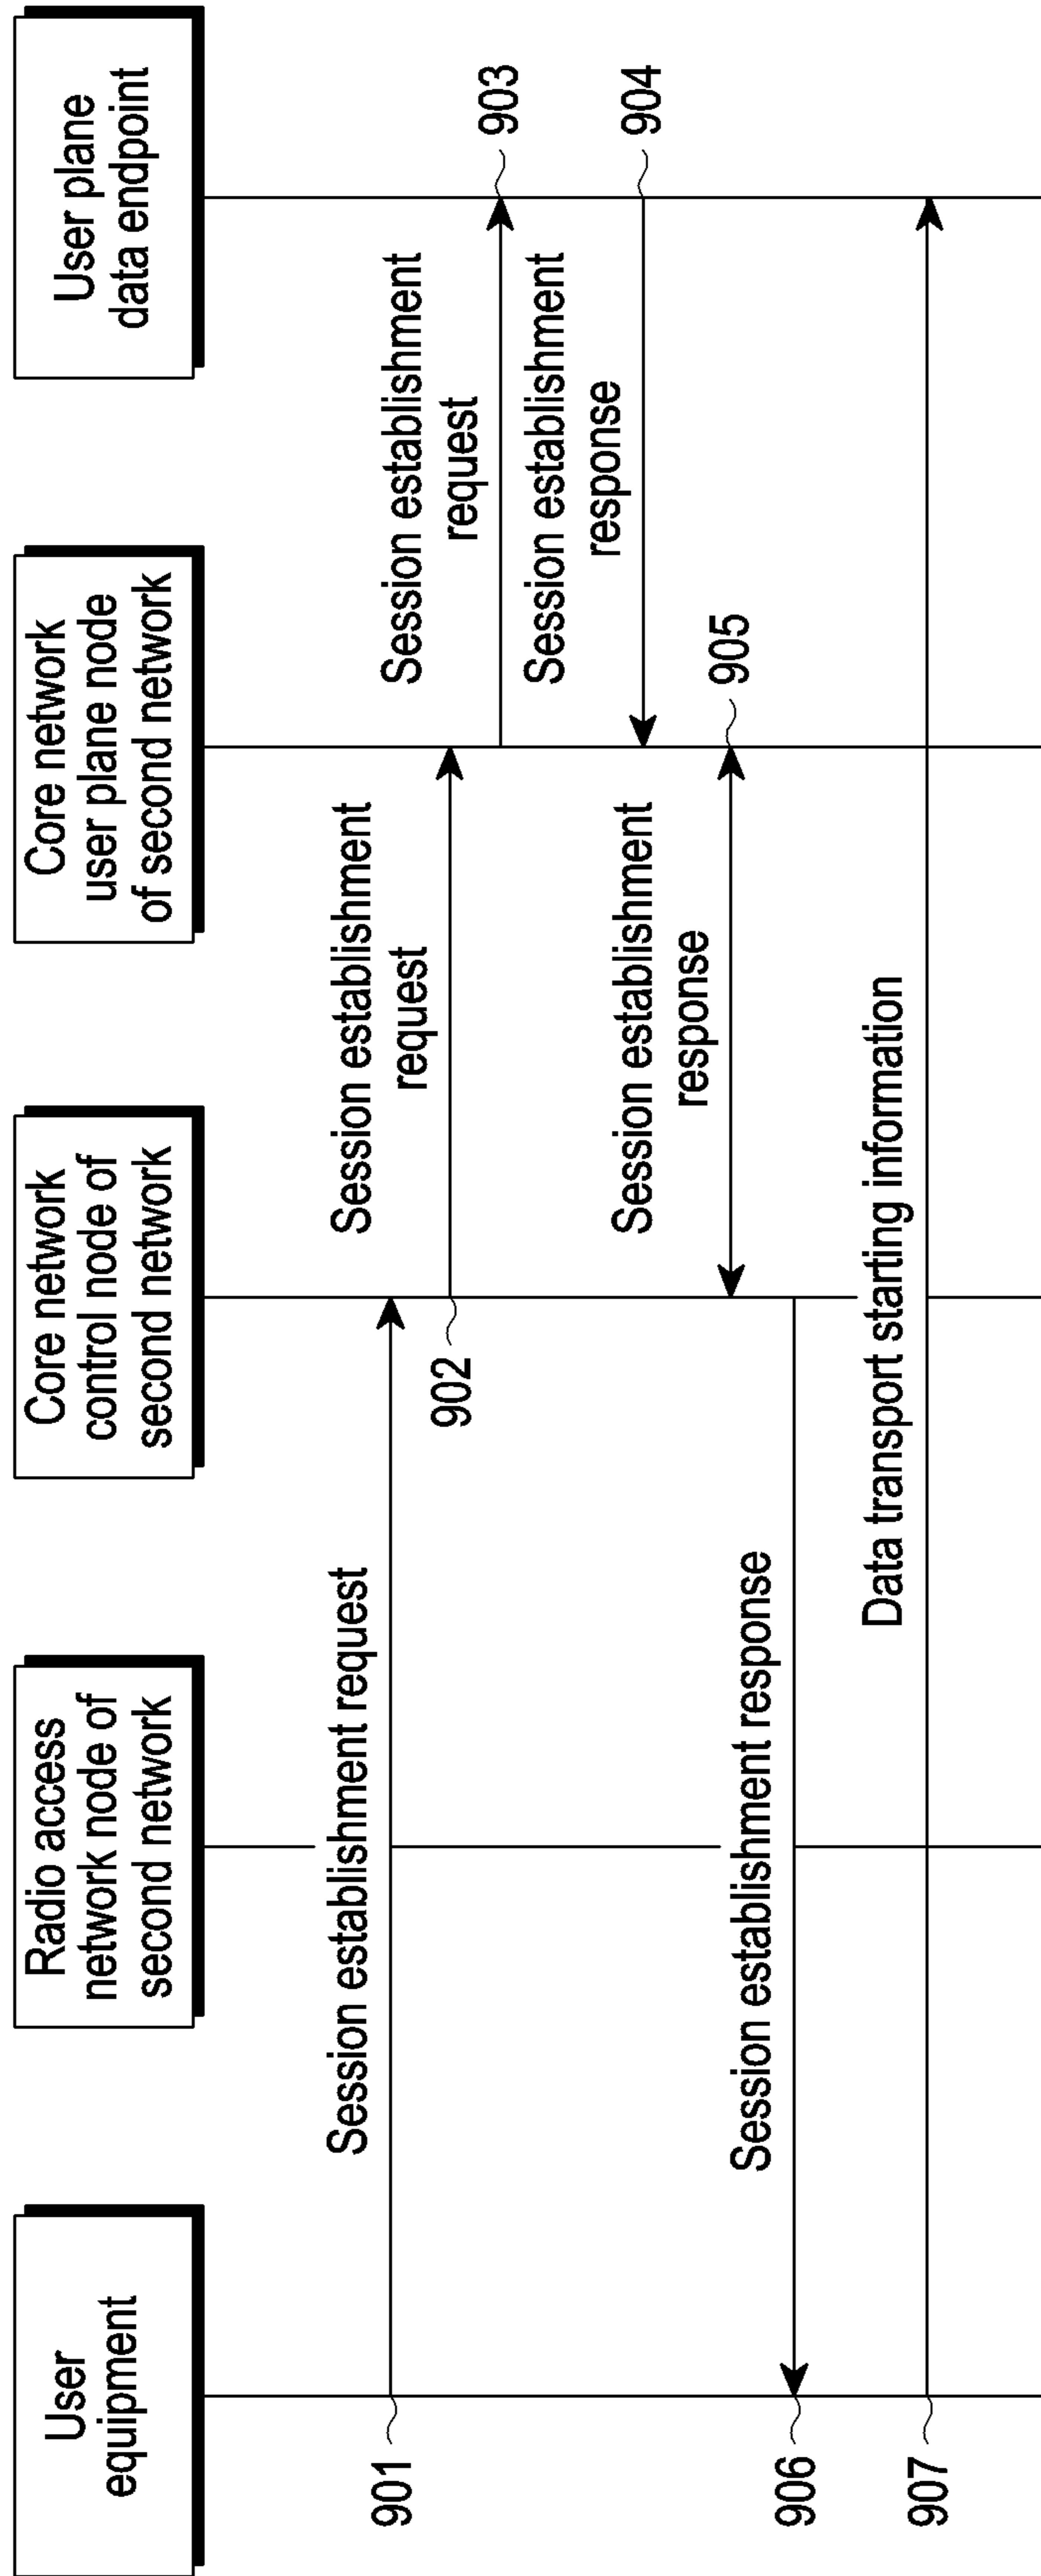 User
equipment
Radio access
network node of
second network
Core network
control node of
second network
Core network
user plane node
of second network
User plane
data endpoint
901
Session establishment request
902
Session establishment
request
903
Session establishment
request
904
Session establishment
response
905
Session establishment
response
906
Session establishment response
907
Data transport starting information